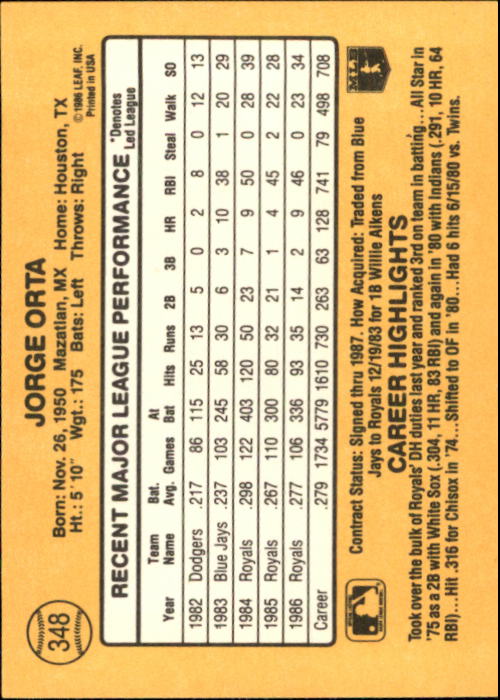 348
JORGE ORTA
Born: Nov. 26, 1950 Mazatlan, MX Home: Houston, TX
Ht.: 5'10" Wgt.: 175 Bats: Left Throws: Right
©1986 LEAF, INC.
Printed in USA
RECENT MAJOR LEAGUE PERFORMANCE
*Denotes
Led League
Year Team Name Bat. Avg. Games At Bat Hits Runs 2B 3B HR RBI Steal Walk SO
1982 Dodgers .217 86 115 25 13 5 0 2 8 0 12 13
1983 Blue Jays .237 103 245 58 30 6 3 10 38 1 20 29
1984 Royals .298 122 403 120 50 23 7 9 50 0 28 39
1985 Royals .267 110 300 80 32 21 1 4 45 2 22 28
1986 Royals .277 106 336 93 35 14 2 9 46 0 23 34
Career .279 1734 5779 1610 730 263 63 128 741 79 498 708
Contract Status: Signed thru 1987. How Acquired: Traded from Blue
Jays to Royals 12/19/83 for 1B Willie Aikens
MLB
CAREER HIGHLIGHTS
Took over the bulk of Royals' DH duties last year and ranked 3rd on team in batting...All Star in
'75 as a 2B with White Sox (.304, 11 HR, 83 RBI) and again in '80 with Indians (.291, 10 HR, 64
RBI)....Hit .316 for Chisox in '74...Shifted to OF in '80...Had 6 hits 6/15/80 vs. Twins.